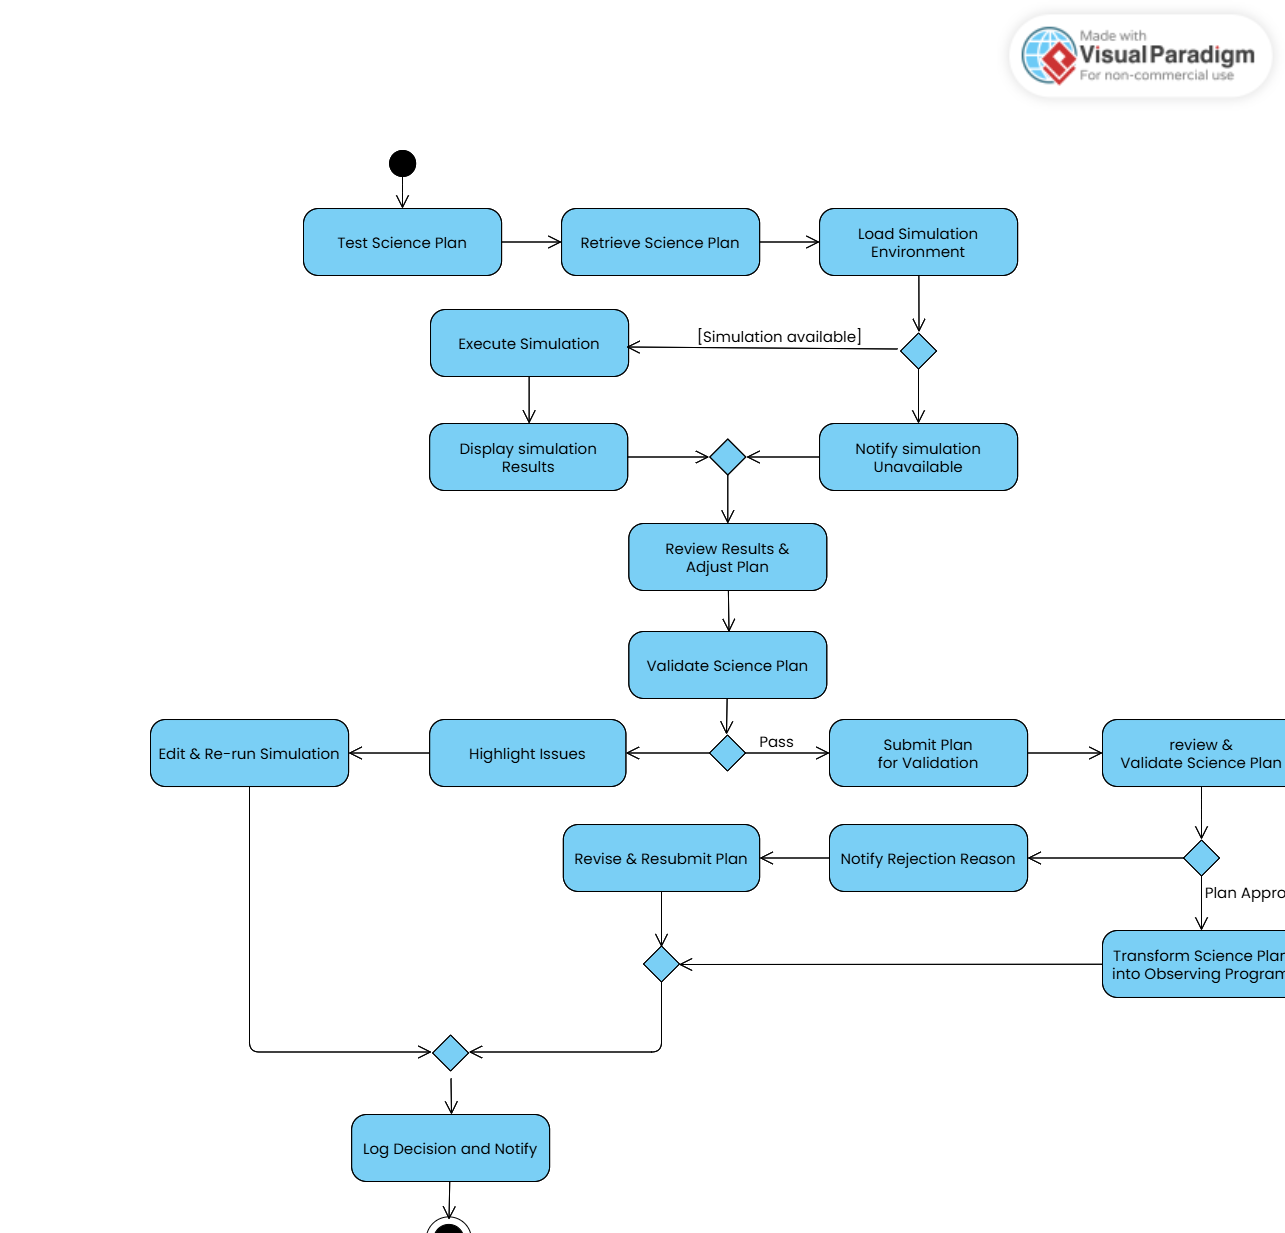 Made with
Visual Paradigm
For non-commercial use
Test Science Plan
Retrieve Science Plan
Load Simulation
Environment
Execute Simulation
[Simulation available]
Display simulation
Results
Notify simulation
Unavailable
Review Results &
Adjust Plan
Validate Science Plan
Edit & Re-run Simulation
Highlight Issues
Pass
Submit Plan
for Validation
review &
Validate Science Plan
Revise & Resubmit Plan
Notify Rejection Reason
Plan Appro
Transform Science Plan
into Observing Program
Log Decision and Notify